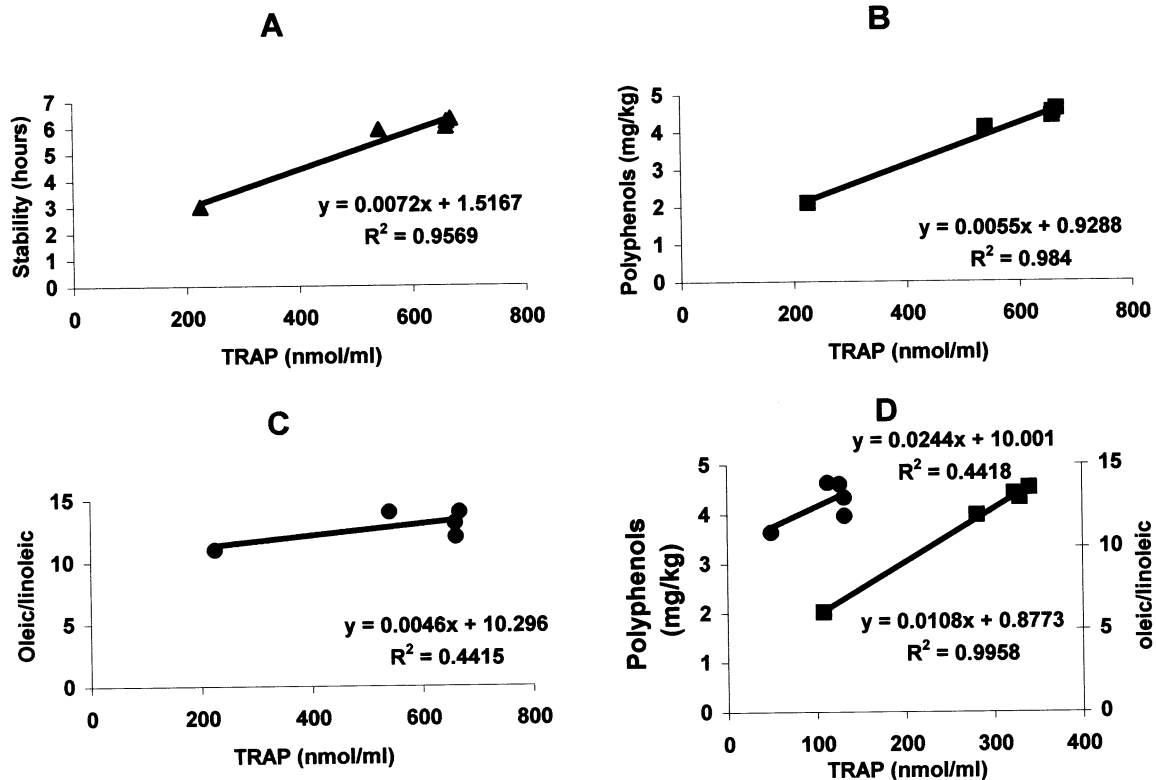 A
Stability (hours)
7
6
5
4
3
2
1
0
y = 0.0072x + 1.5167
R² = 0.9569
0 200 400 600 800
TRAP (nmol/ml)
B
Polyphenols (mg/kg)
5
4
3
2
1
0
y = 0.0055x + 0.9288
R² = 0.984
0 200 400 600 800
TRAP (nmol/ml)
C
Oleic/linoleic
15
10
5
0
y = 0.0046x + 10.296
R² = 0.4415
0 200 400 600 800
TRAP (nmol/ml)
D
y = 0.0244x + 10.001
R² = 0.4418
Polyphenols
(mg/kg)
5
4
3
2
1
0
15
10
5
0
oleic/linoleic
y = 0.0108x + 0.8773
R² = 0.9958
0 100 200 300 400
TRAP (nmol/ml)